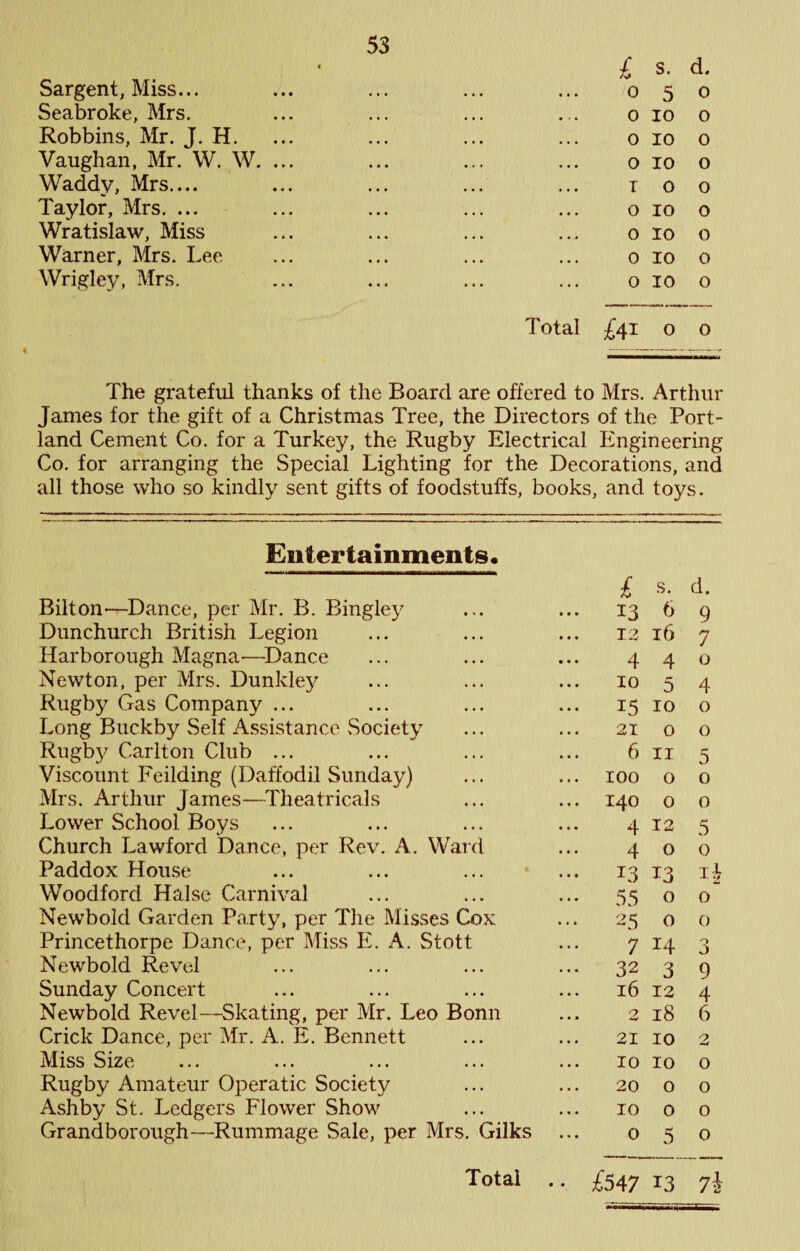 53
£ s. d.
Sargent, Miss... ... ... ... ... 0 5 0
Seabroke, Mrs. ... ... ... ... 0 10 0
Robbins, Mr. J. H. ... ... ... ... 0 10 0
Vaughan, Mr. W. W. ... ... ... ... 0 10 0
Waddy, Mrs.... ... ... ... ... 1 0 0
Taylor, Mrs. ... ... ... ... ... 0 10 0
Wratislaw, Miss ... ... ... ... 0 10 0
Warner, Mrs. Lee ... ... ... ... 0 10 0
Wrigley, Mrs. ... ... ... ... 0 10 0
Total £41 0 0
The grateful thanks of the Board are offered to Mrs. Arthur
James for the gift of a Christmas Tree, the Directors of the Port-
land Cement Co. for a Turkey, the Rugby Electrical Engineering
Co. for arranging the Special Lighting for the Decorations, and
all those who so kindly sent gifts of foodstuffs, books, and toys.
Entertainments.
£ s. d.
Bilton—Dance, per Mr. B. Bingley ... ... 13 6 9
Dunchurch British Legion ... ... ... 12 16 7
Harborough Magna—Dance ... ... ... 4 4 0
Newton, per Mrs. Dunkley ... ... ... 10 5 4
Rugby Gas Company ... ... ... ... 15 10 0
Long Buckby Self Assistance Society ... ... 21 0 0
Rugby Carlton Club ... ... ... ... 6 11 5
Viscount Feilding (Daffodil Sunday) ... ... 100 0 0
Mrs. Arthur James—Theatricals ... ... 140 0 0
Lower School Boys ... ... ... ... 4 12 5
Church Lawford Dance, per Rev. A. Ward ... 4 0 0
Paddox House ... ... ... ... 13 13 1½
Woodford Halse Carnival ... ... ... 55 0 0
Newbold Garden Party, per The Misses Cox ... 25 0 0
Princethorpe Dance, per Miss E. A. Stott ... 7 14 3
Newbold Revel ... ... ... ... 32 3 9
Sunday Concert ... ... ... ... 16 12 4
Newbold Revel—Skating, per Mr. Leo Bonn ... 2 18 6
Crick Dance, per Mr. A. E. Bennett ... ... 21 10 2
Miss Size ... ... ... ... ... 10 10 0
Rugby Amateur Operatic Society ... ... 20 0 0
Ashby St. Ledgers Flower Show ... ... 10 0 0
Grandborough—Rummage Sale, per Mrs. Gilks ... 0 5 0
Total .. £547 13 7½